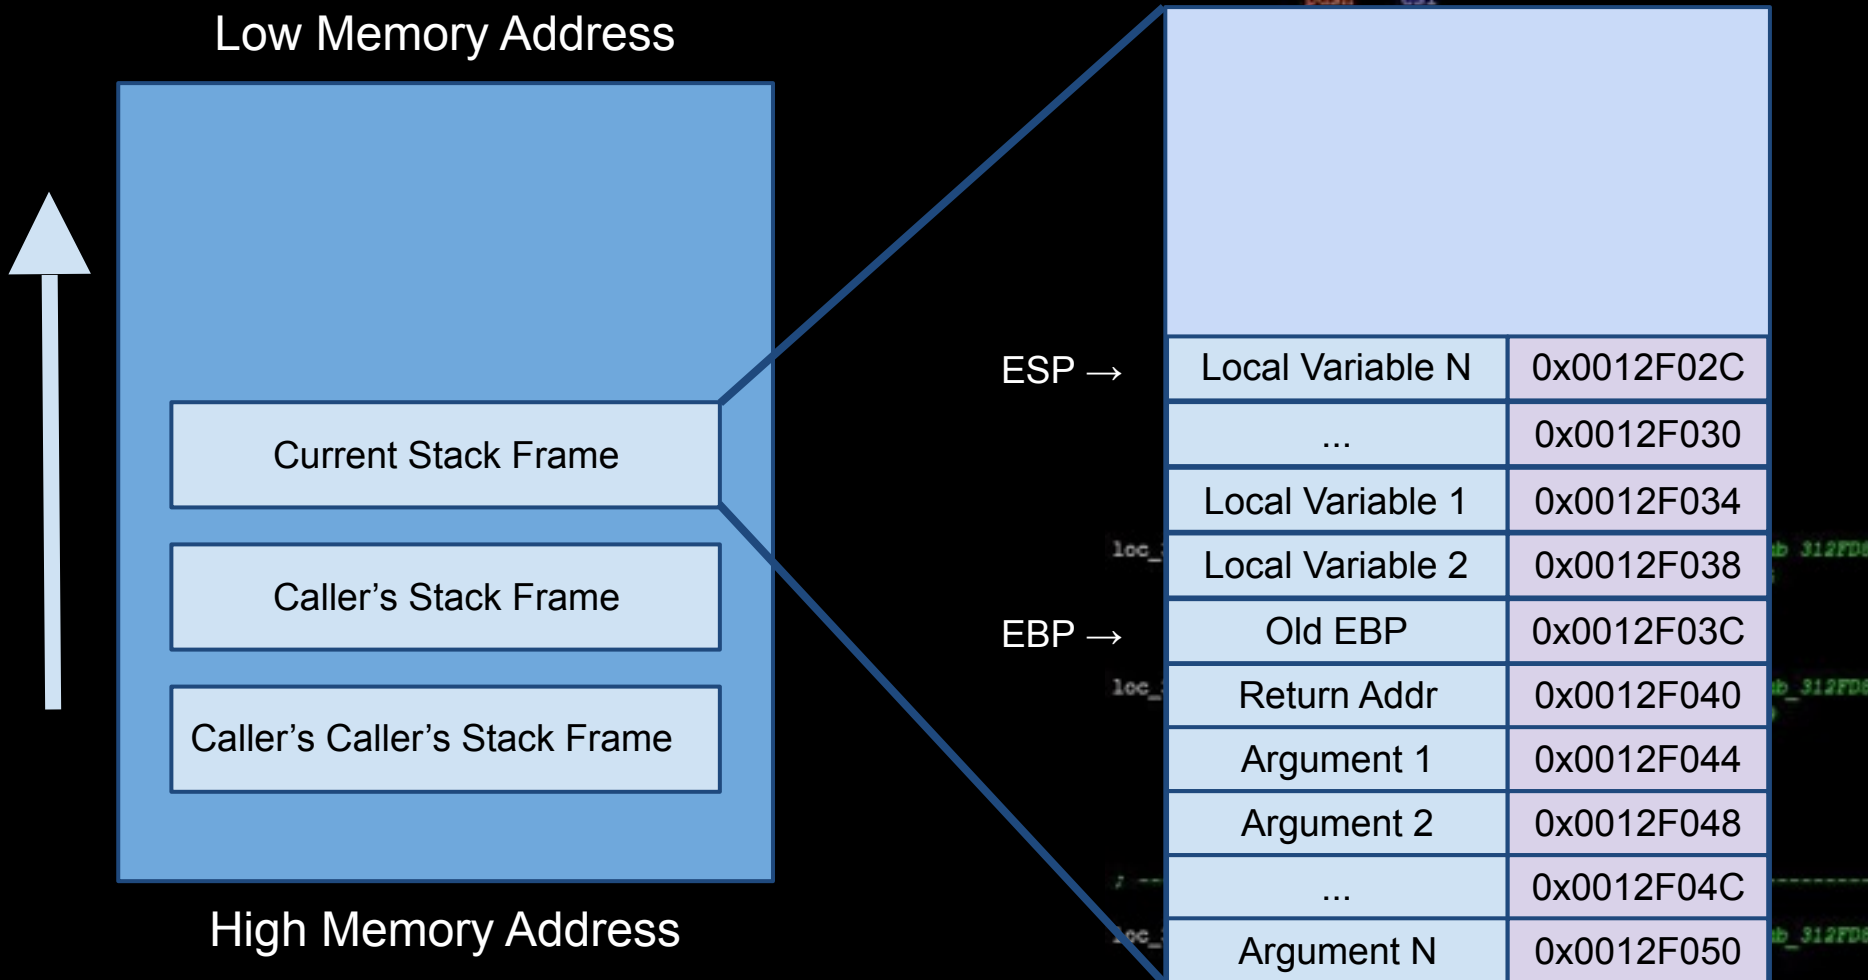 Low Memory Address
Current Stack Frame
Caller's Stack Frame
Caller's Caller's Stack Frame
High Memory Address
ESP →
EBP →
Local Variable N 0x0012F02C
... 0x0012F030
Local Variable 1 0x0012F034
Local Variable 2 0x0012F038
Old EBP 0x0012F03C
Return Addr 0x0012F040
Argument 1 0x0012F044
Argument 2 0x0012F048
... 0x0012F04C
Argument N 0x0012F050